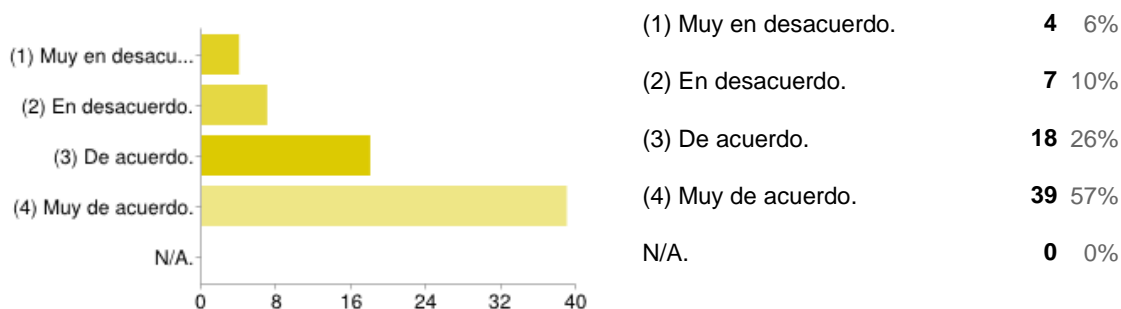 (1) Muy en desacu...
(2) En desacuerdo.
(3) De acuerdo.
(4) Muy de acuerdo.
N/A.
0 8 16 24 32 40
(1) Muy en desacuerdo. 4 6%
(2) En desacuerdo. 7 10%
(3) De acuerdo. 18 26%
(4) Muy de acuerdo. 39 57%
N/A. 0 0%